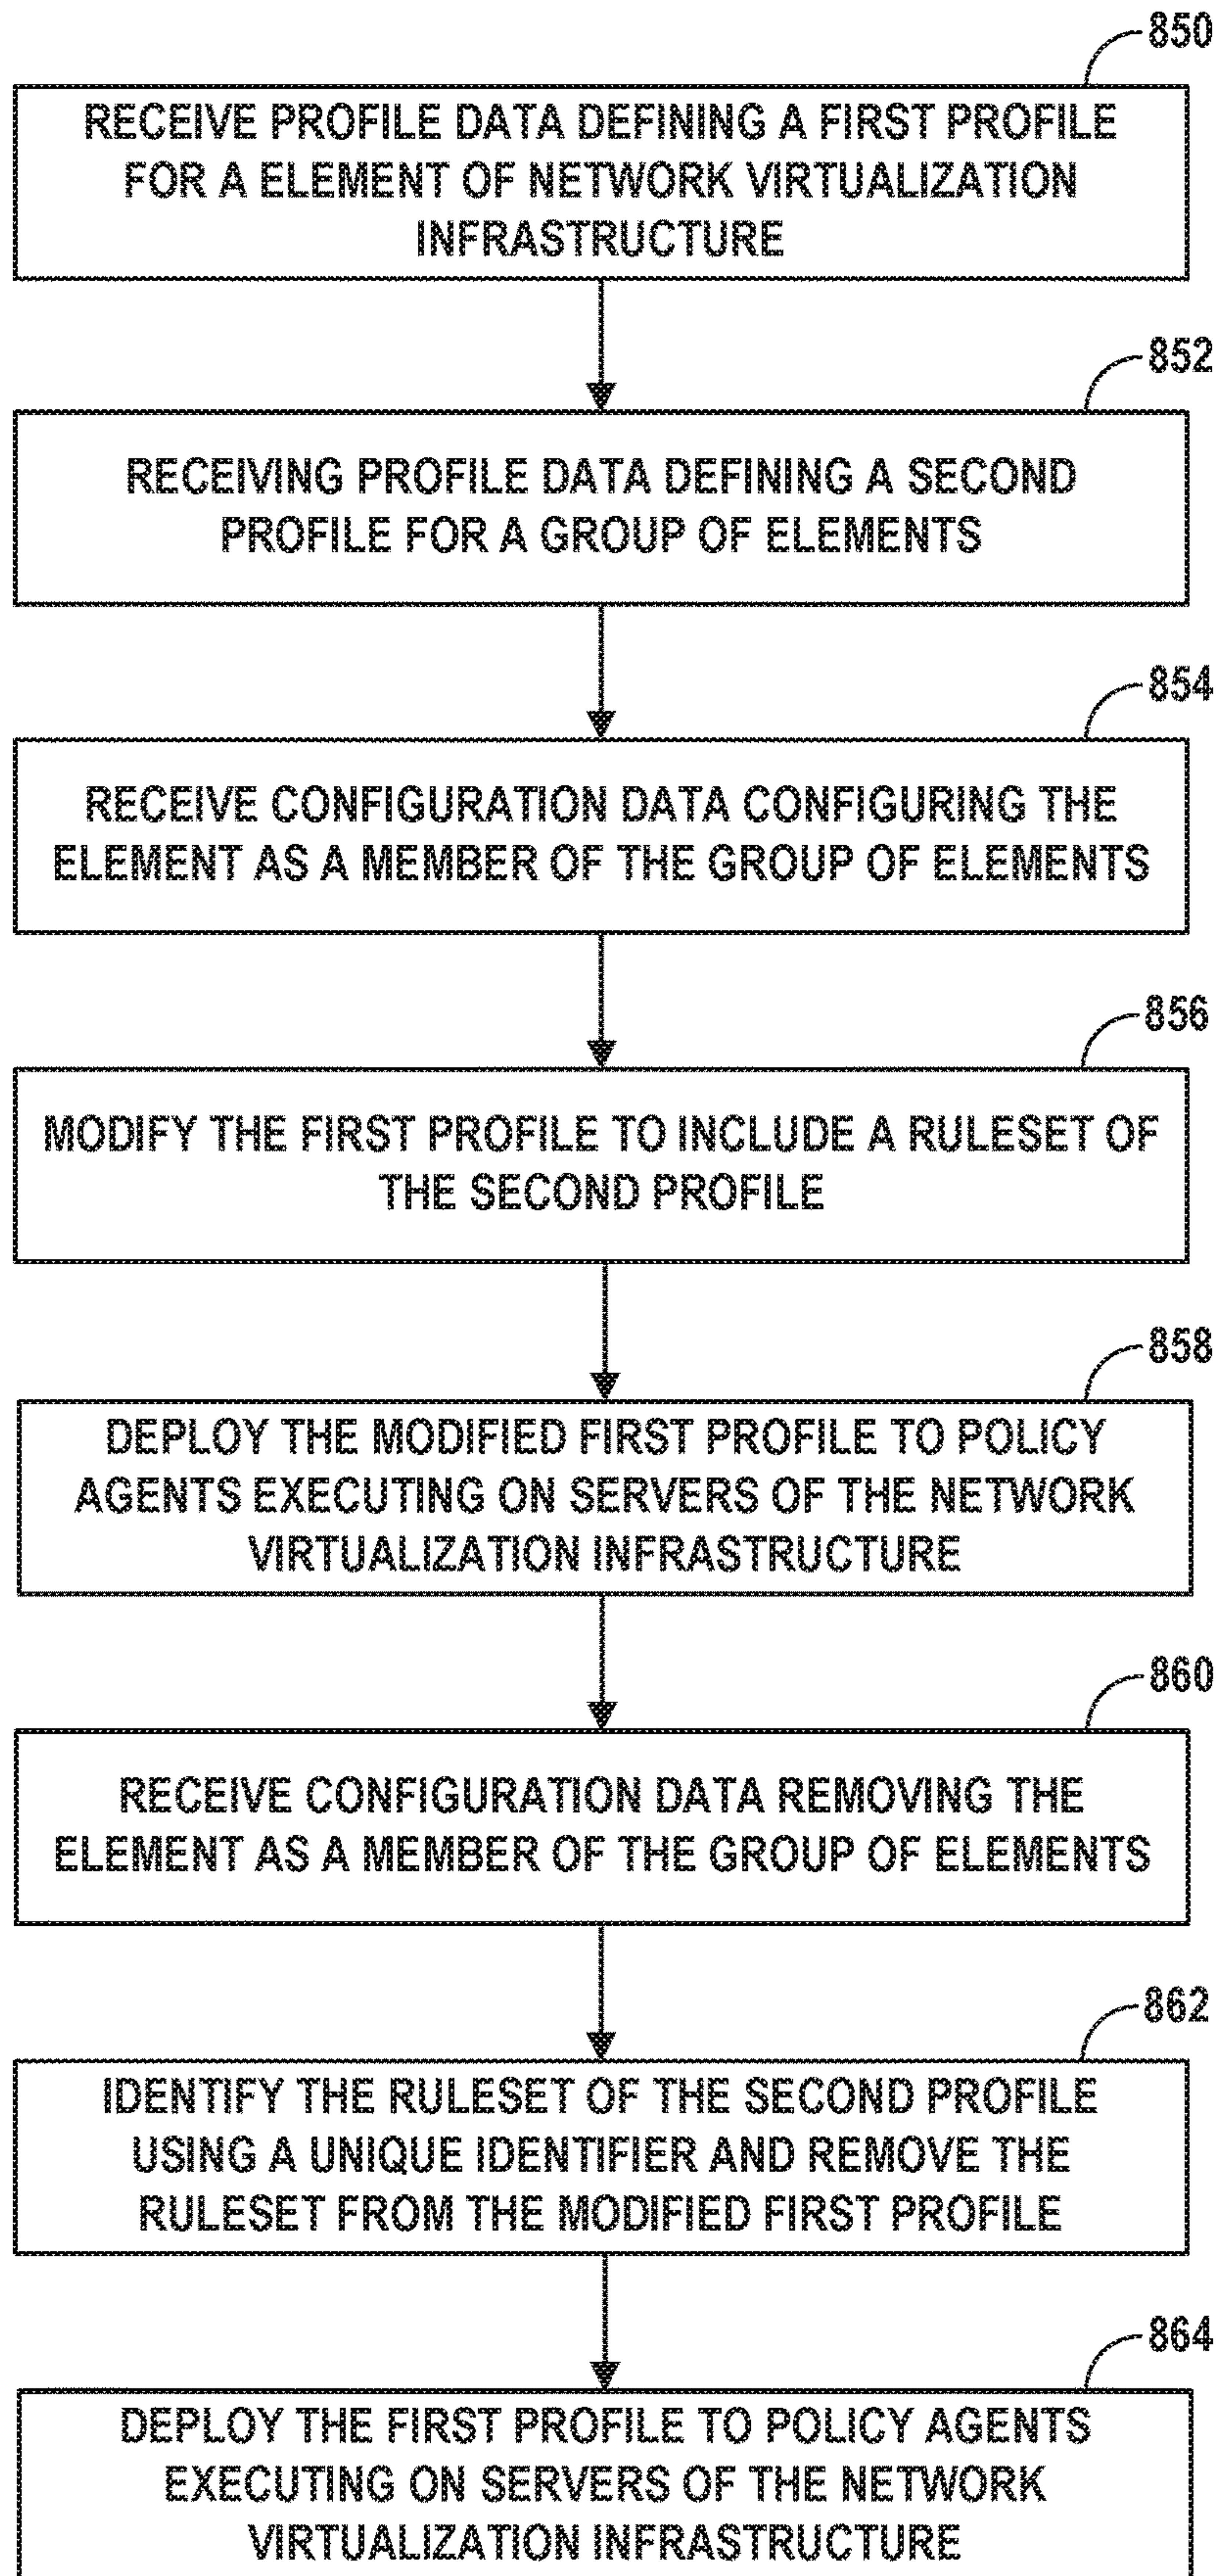 850
RECEIVE PROFILE DATA DEFINING A FIRST PROFILE
FOR A ELEMENT OF NETWORK VIRTUALIZATION
INFRASTRUCTURE
852
RECEIVING PROFILE DATA DEFINING A SECOND
PROFILE FOR A GROUP OF ELEMENTS
854
RECEIVE CONFIGURATION DATA CONFIGURING THE
ELEMENT AS A MEMBER OF THE GROUP OF ELEMENTS
856
MODIFY THE FIRST PROFILE TO INCLUDE A RULESET OF
THE SECOND PROFILE
858
DEPLOY THE MODIFIED FIRST PROFILE TO POLICY
AGENTS EXECUTING ON SERVERS OF THE NETWORK
VIRTUALIZATION INFRASTRUCTURE
860
RECEIVE CONFIGURATION DATA REMOVING THE
ELEMENT AS A MEMBER OF THE GROUP OF ELEMENTS
862
IDENTIFY THE RULESET OF THE SECOND PROFILE
USING A UNIQUE IDENTIFIER AND REMOVE THE
RULESET FROM THE MODIFIED FIRST PROFILE
864
DEPLOY THE FIRST PROFILE TO POLICY AGENTS
EXECUTING ON SERVERS OF THE NETWORK
VIRTUALIZATION INFRASTRUCTURE